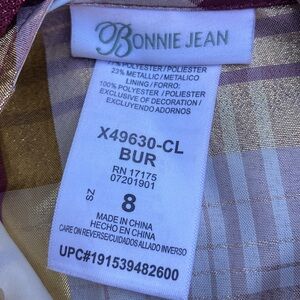 BONNIE JEAN
77% POLYESTER/POLIESTER
23% METALLIC/METALICO
LINING/FORRO:
100% POLYESTER/POLIESTER
EXCLUSIVE OF DECORATION/
EXCLUYENDO ADORNOS
X49630-CL
BUR
RN 17175
07201901
SZ
8
MADE IN CHINA
HECHO EN CHINA
CARE ON REVERSE/CUIDADOS ALLADO INVERSO
UPC#191539482600